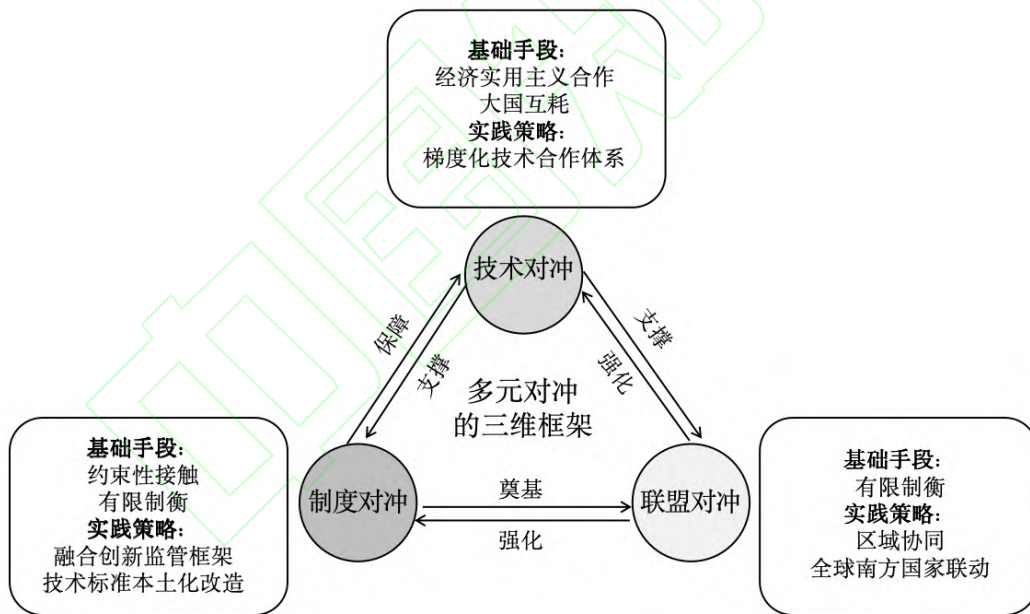 基础手段：
经济实用主义合作
大国互耗
实践策略：
梯度化技术合作体系
技术对冲
保障
支撑
支撑
强化
多元对冲
的三维框架
基础手段：
约束性接触
有限制衡
实践策略：
融合创新监管框架
技术标准本土化改造
制度对冲
奠基
强化
联盟对冲
基础手段：
有限制衡
实践策略：
区域协同
全球南方国家联动